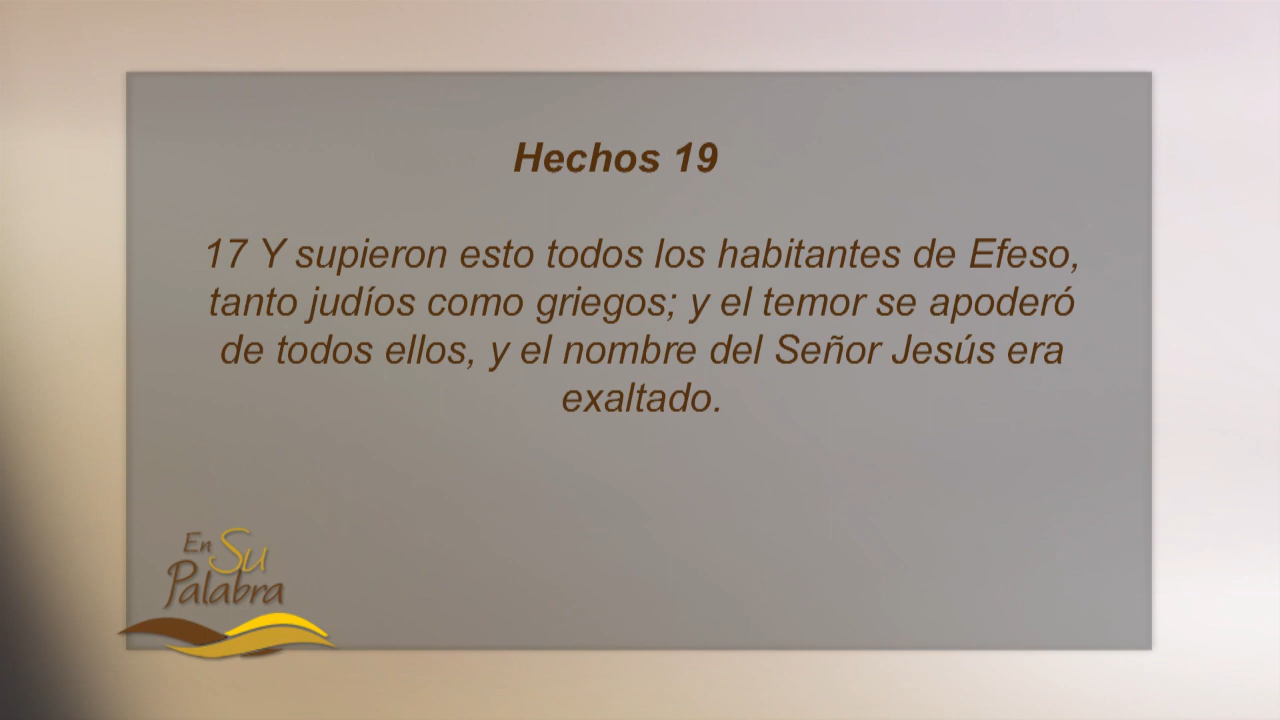 Hechos 19
17 Y supieron esto todos los habitantes de Efeso,
tanto judíos como griegos; y el temor se apoderó
de todos ellos, y el nombre del Señor Jesús era
exaltado.
En Su
Palabra